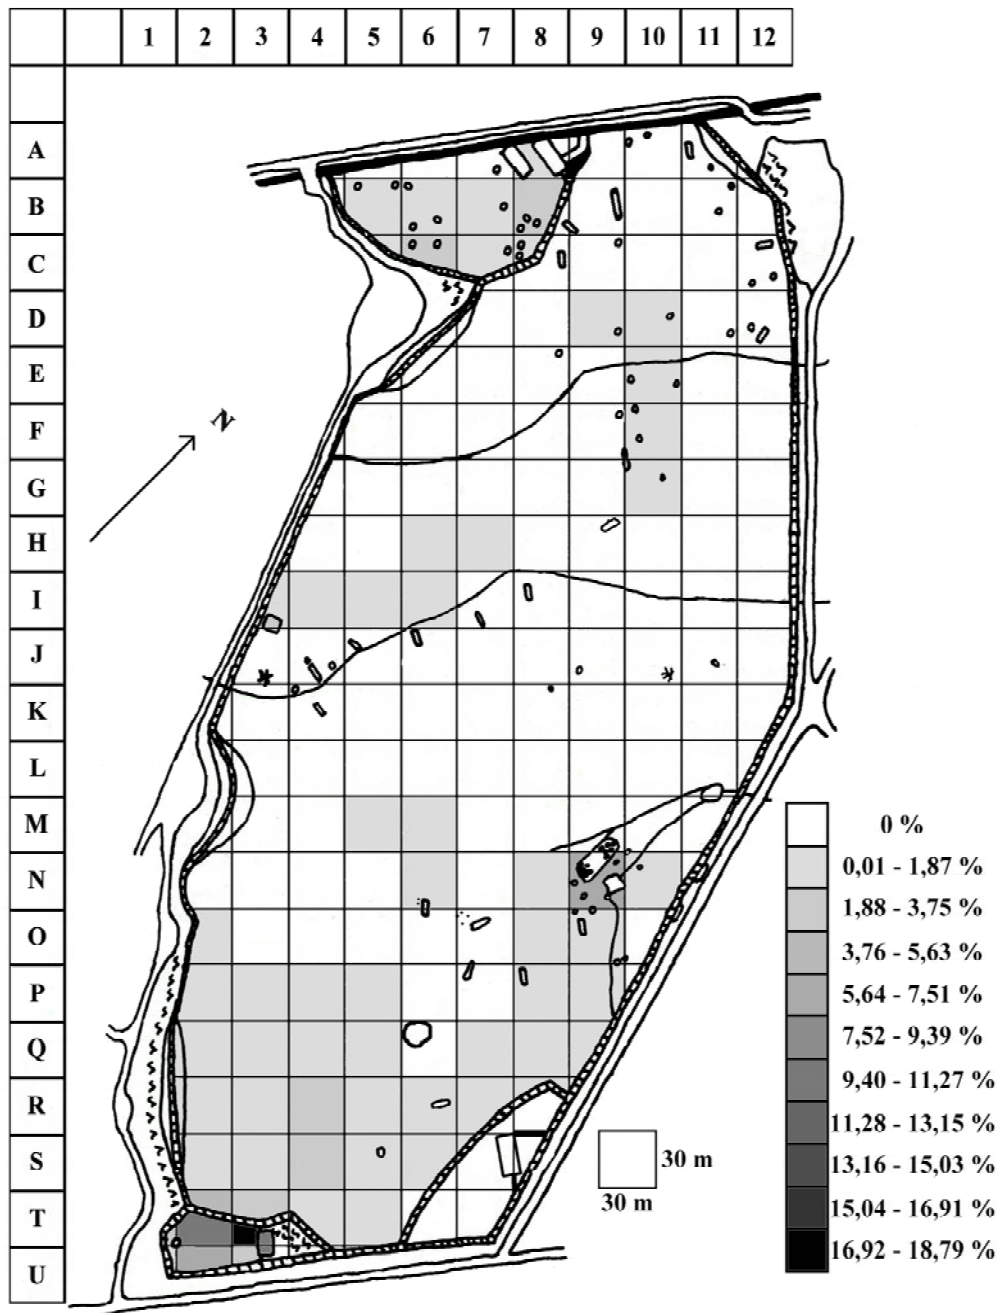 1 2 3 4 5 6 7 8 9 10 11 12
A
B
C
D
E
F
N
G
H
I
J
K
L
M
0 %
N
0,01 - 1,87 %
O
1,88 - 3,75 %
3,76 - 5,63 %
P
5,64 - 7,51 %
Q
7,52 - 9,39 %
9,40 - 11,27 %
R
11,28 - 13,15 %
S
30 m
13,16 - 15,03 %
30 m
T
15,04 - 16,91 %
U
16,92 - 18,79 %